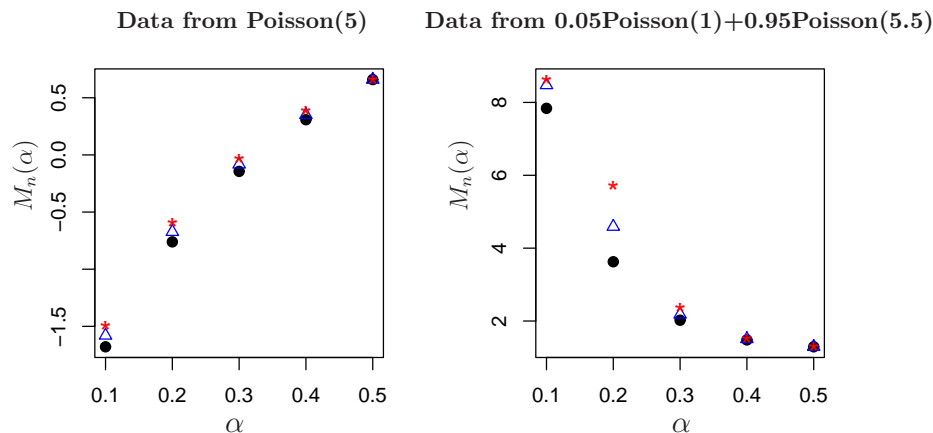 Data from Poisson(5)
M_n(α)
0.5
0.0
−0.5
−1.5
0.1 0.2 0.3 0.4 0.5
α
Data from 0.05Poisson(1)+0.95Poisson(5.5)
M_n(α)
8
6
4
2
0.1 0.2 0.3 0.4 0.5
α